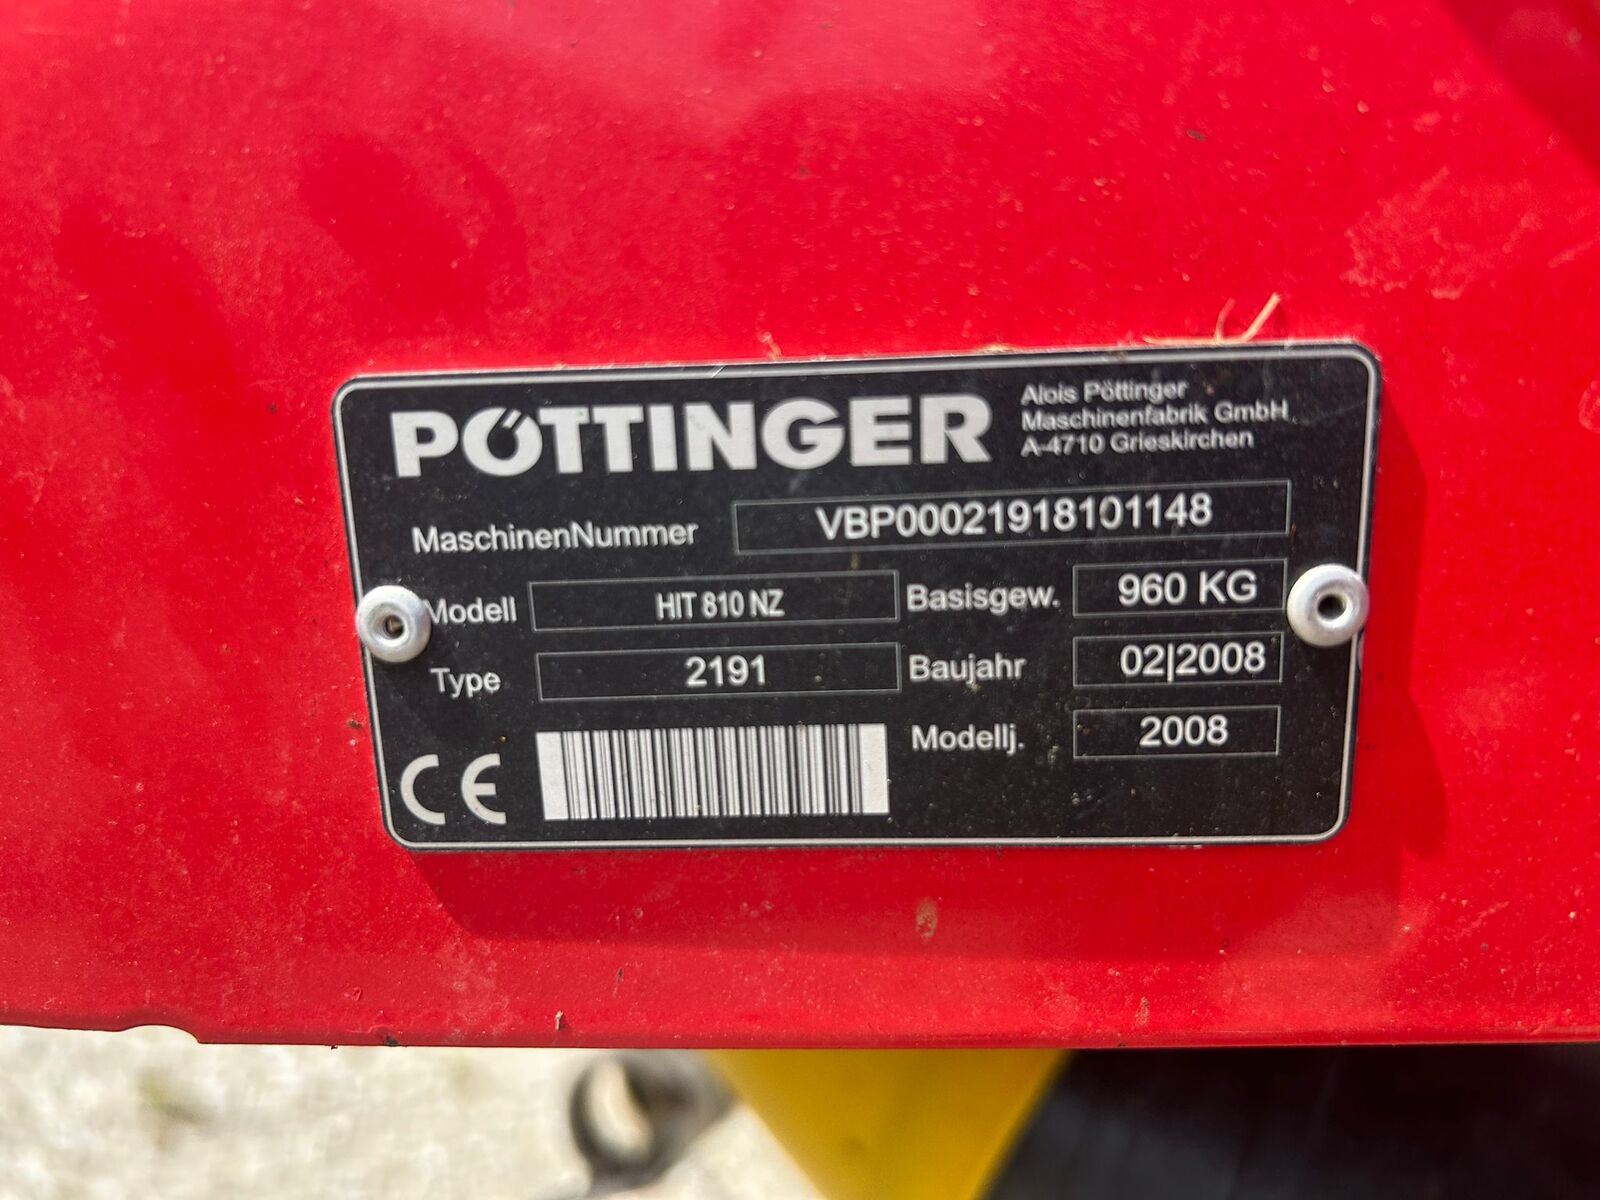 PÖTTINGER
Alois Pöttinger
Maschinenfabrik GmbH
A-4710 Grieskirchen
MaschinenNummer VBP00021918101148
Modell HIT 810 NZ Basisgew. 960 KG
Type 2191 Baujahr 02|2008
CE Modellj. 2008